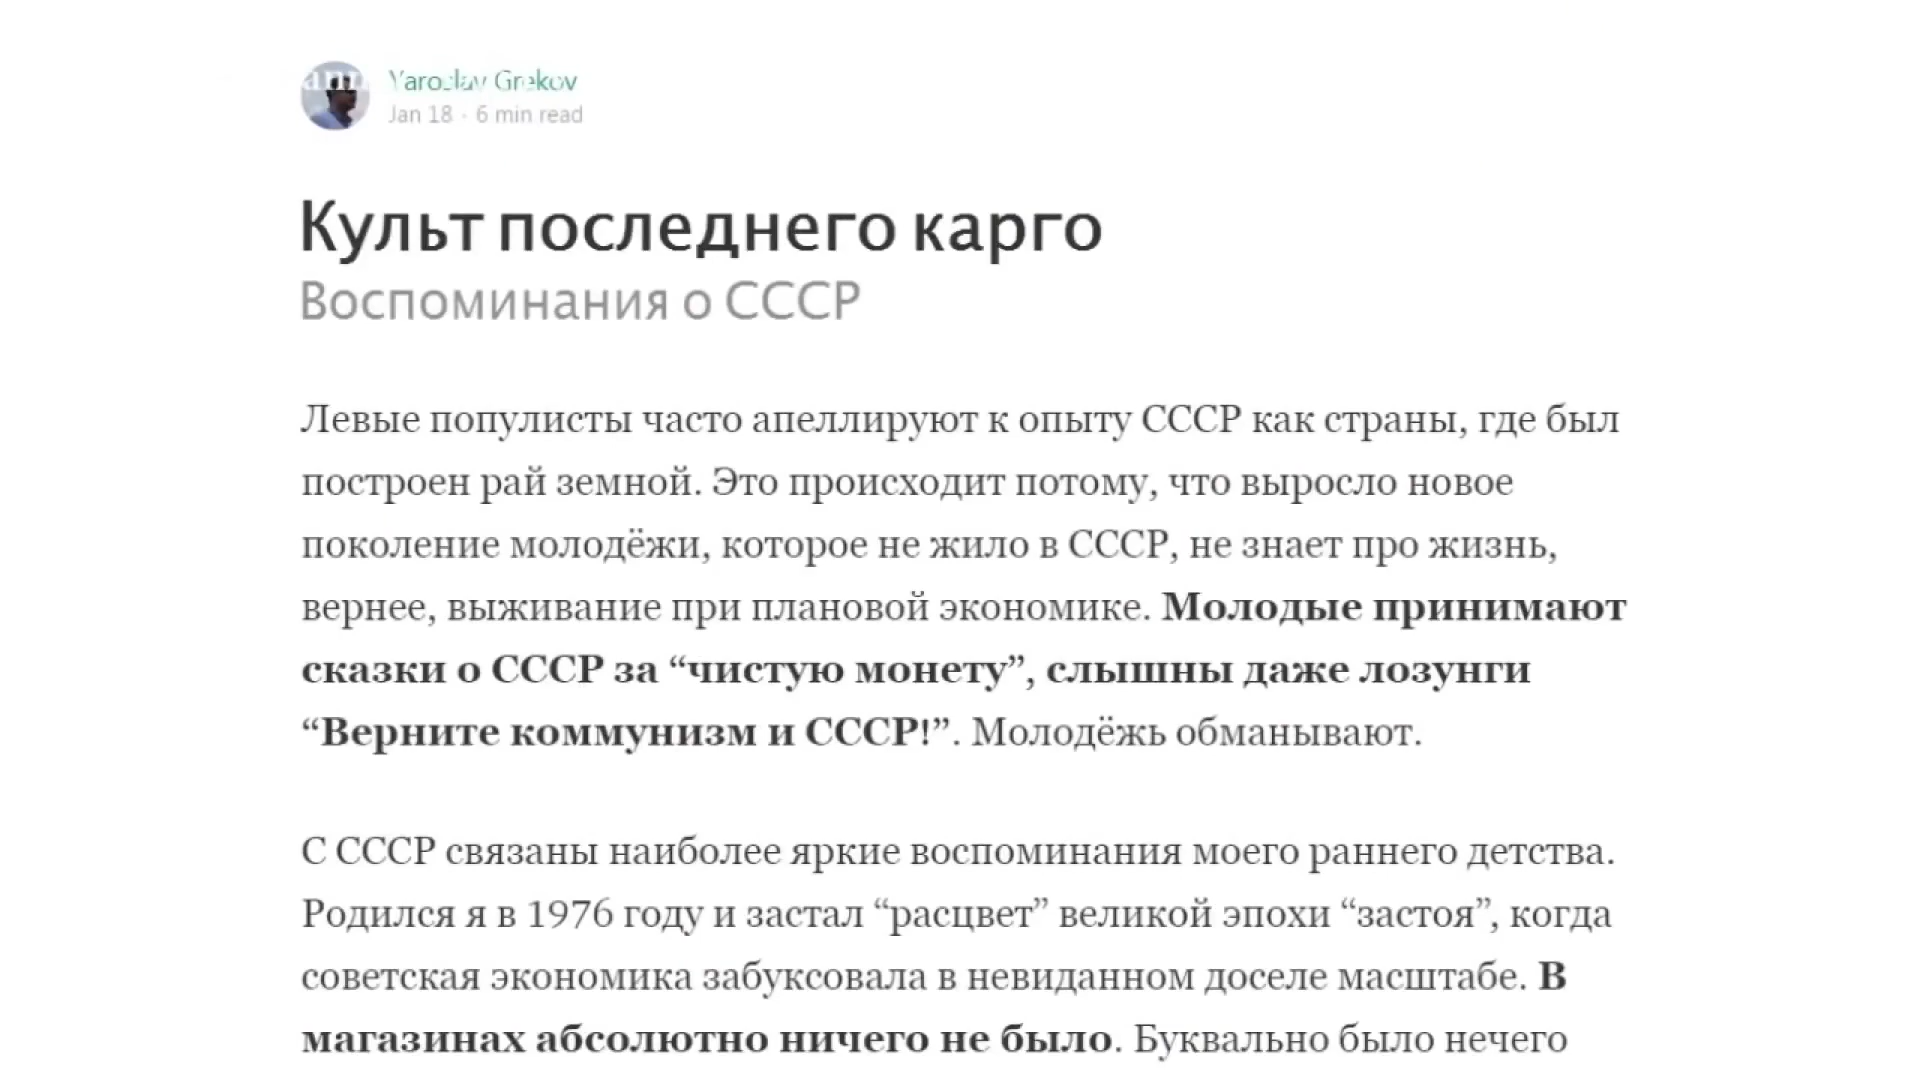 Yaroslav Grekov
Jan 18 · 6 min read
Культ последнего карго
Воспоминания о СССР
Левые популисты часто апеллируют к опыту СССР как страны, где был
построен рай земной. Это происходит потому, что выросло новое
поколение молодёжи, которое не жило в СССР, не знает про жизнь,
вернее, выживание при плановой экономике. Молодые принимают
сказки о СССР за “чистую монету”, слышны даже лозунги
“Верните коммунизм и СССР!”. Молодёжь обманывают.
С СССР связаны наиболее яркие воспоминания моего раннего детства.
Родился я в 1976 году и застал “расцвет” великой эпохи “застоя”, когда
советская экономика забуксовала в невиданном доселе масштабе. В
магазинах абсолютно ничего не было. Буквально было нечего